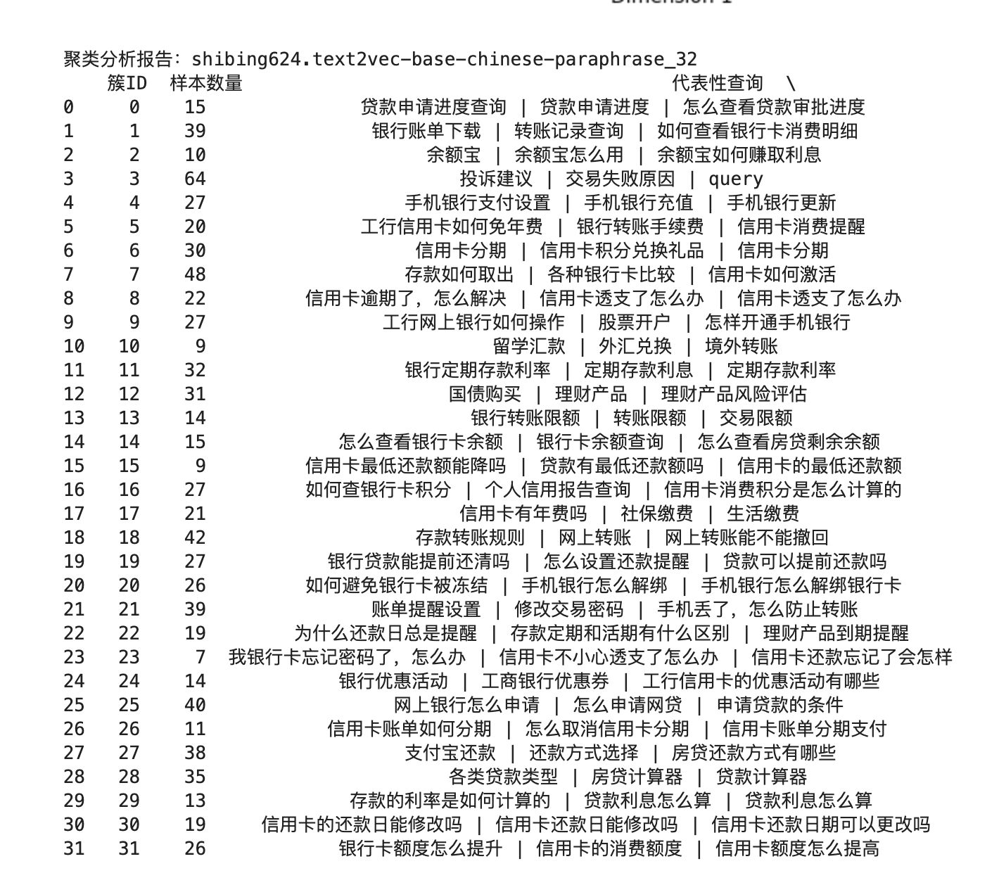 Dimension 1
聚类分析报告：shibing624.text2vec-base-chinese-paraphrase_32
簇ID 样本数量 代表性查询 \
0 0 15 贷款申请进度查询 | 贷款申请进度 | 怎么查看贷款审批进度
1 1 39 银行账单下载 | 转账记录查询 | 如何查看银行卡消费明细
2 2 10 余额宝 | 余额宝怎么用 | 余额宝如何赚取利息
3 3 64 投诉建议 | 交易失败原因 | query
4 4 27 手机银行支付设置 | 手机银行充值 | 手机银行更新
5 5 20 工行信用卡如何免年费 | 银行转账手续费 | 信用卡消费提醒
6 6 30 信用卡分期 | 信用卡积分兑换礼品 | 信用卡分期
7 7 48 存款如何取出 | 各种银行卡比较 | 信用卡如何激活
8 8 22 信用卡逾期了，怎么解决 | 信用卡透支了怎么办 | 信用卡透支了怎么办
9 9 27 工行网上银行如何操作 | 股票开户 | 怎样开通手机银行
10 10 9 留学汇款 | 外汇兑换 | 境外转账
11 11 32 银行定期存款利率 | 定期存款利息 | 定期存款利率
12 12 31 国债购买 | 理财产品 | 理财产品风险评估
13 13 14 银行转账限额 | 转账限额 | 交易限额
14 14 15 怎么查看银行卡余额 | 银行卡余额查询 | 怎么查看房贷剩余余额
15 15 9 信用卡最低还款额能降吗 | 贷款有最低还款额吗 | 信用卡的最低还款额
16 16 27 如何查银行卡积分 | 个人信用报告查询 | 信用卡消费积分是怎么计算的
17 17 21 信用卡有年费吗 | 社保缴费 | 生活缴费
18 18 42 存款转账规则 | 网上转账 | 网上转账能不能撤回
19 19 27 银行贷款能提前还清吗 | 怎么设置还款提醒 | 贷款可以提前还款吗
20 20 26 如何避免银行卡被冻结 | 手机银行怎么解绑 | 手机银行怎么解绑银行卡
21 21 39 账单提醒设置 | 修改交易密码 | 手机丢了，怎么防止转账
22 22 19 为什么还款日总是提醒 | 存款定期和活期有什么区别 | 理财产品到期提醒
23 23 7 我银行卡忘记密码了，怎么办 | 信用卡不小心透支了怎么办 | 信用卡还款忘记了会怎样
24 24 14 银行优惠活动 | 工商银行优惠券 | 工行信用卡的优惠活动有哪些
25 25 40 网上银行怎么申请 | 怎么申请网贷 | 申请贷款的条件
26 26 11 信用卡账单如何分期 | 怎么取消信用卡分期 | 信用卡账单分期支付
27 27 38 支付宝还款 | 还款方式选择 | 房贷还款方式有哪些
28 28 35 各类贷款类型 | 房贷计算器 | 贷款计算器
29 29 13 存款的利率是如何计算的 | 贷款利息怎么算 | 贷款利息怎么算
30 30 19 信用卡的还款日能修改吗 | 信用卡还款日能修改吗 | 信用卡还款日期可以更改吗
31 31 26 银行卡额度怎么提升 | 信用卡的消费额度 | 信用卡额度怎么提高